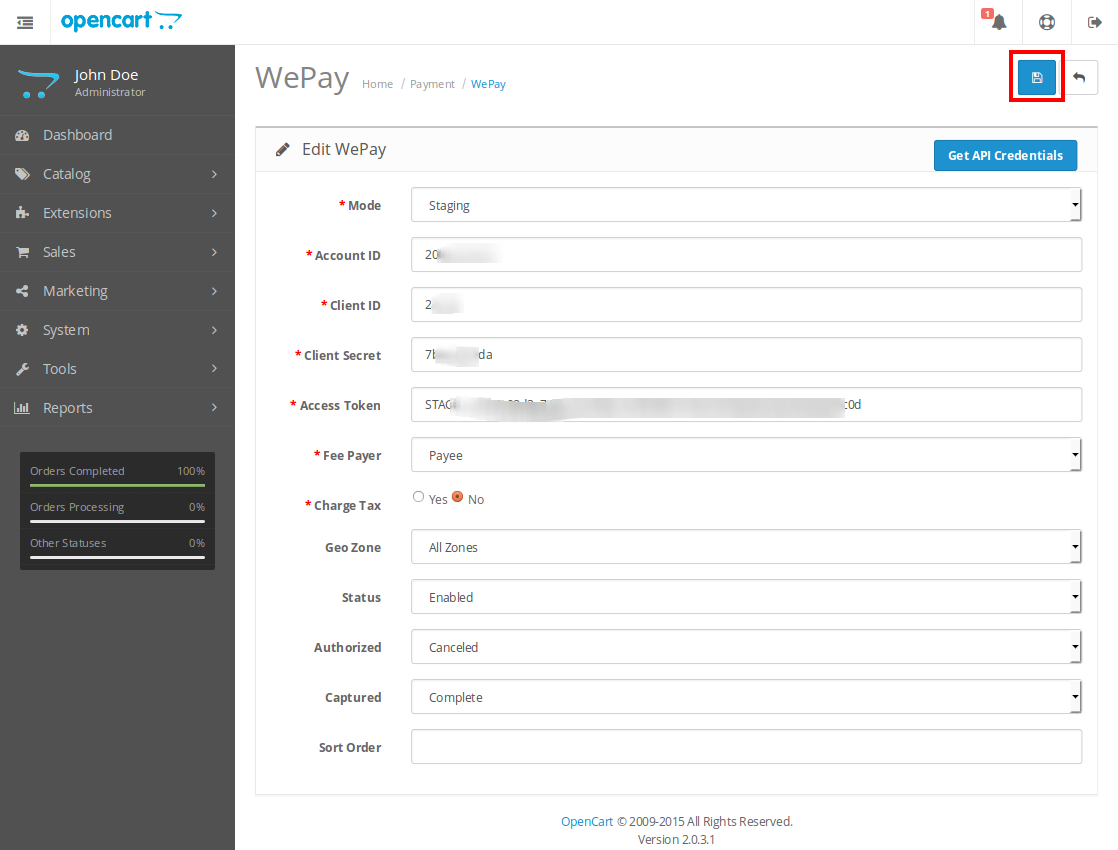 opencart
1
John Doe
Administrator
Dashboard
Catalog
Extensions
Sales
Marketing
System
Tools
Reports
Orders Completed 100%
Orders Processing 0%
Other Statuses 0%
WePay Home / Payment / WePay
Edit WePay
Get API Credentials
* Mode Staging
* Account ID 20
* Client ID 2
* Client Secret 7b da
* Access Token STAG c0d
* Fee Payer Payee
* Charge Tax Yes No
Geo Zone All Zones
Status Enabled
Authorized Canceled
Captured Complete
Sort Order
OpenCart © 2009-2015 All Rights Reserved.
Version 2.0.3.1